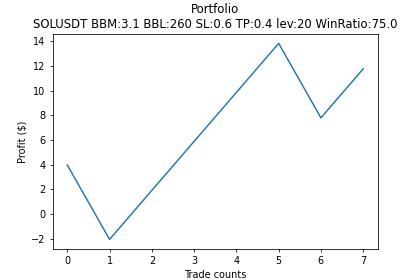 Portfolio
SOLUSDT BBM:3.1 BBL:260 SL:0.6 TP:0.4 lev:20 WinRatio:75.0
14
12
10
8
6
4
2
0
−2
Profit ($)
0 1 2 3 4 5 6 7
Trade counts